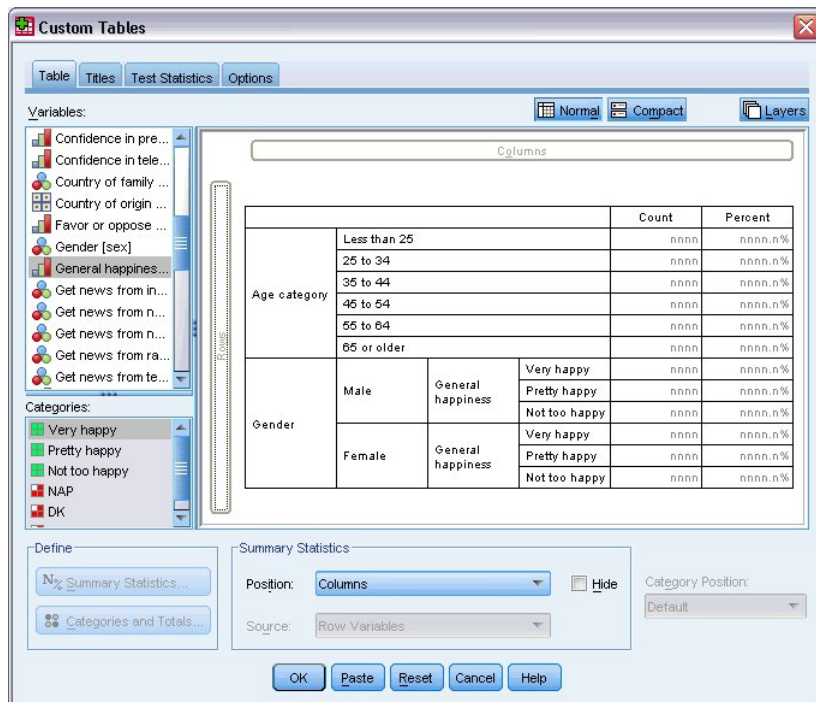 Custom Tables
Table Titles Test Statistics Options
Variables:
Normal Compact Layers
Confidence in pre...
Confidence in tele...
Country of family ...
Country of origin ...
Favor or oppose ...
Gender [sex]
General happines...
Get news from in...
Get news from n...
Get news from n...
Get news from ra...
Get news from te...
Categories:
Very happy
Pretty happy
Not too happy
NAP
DK
Columns
Rows
Count Percent
Age category
Less than 25 nnnn nnnn.n%
25 to 34 nnnn nnnn.n%
35 to 44 nnnn nnnn.n%
45 to 54 nnnn nnnn.n%
55 to 64 nnnn nnnn.n%
65 or older nnnn nnnn.n%
Gender
Male
General
happiness
Very happy nnnn nnnn.n%
Pretty happy nnnn nnnn.n%
Not too happy nnnn nnnn.n%
Female
General
happiness
Very happy nnnn nnnn.n%
Pretty happy nnnn nnnn.n%
Not too happy nnnn nnnn.n%
Define
N% Summary Statistics...
Categories and Totals...
Summary Statistics
Position: Columns Hide
Source: Row Variables
Category Position:
Default
OK Paste Reset Cancel Help